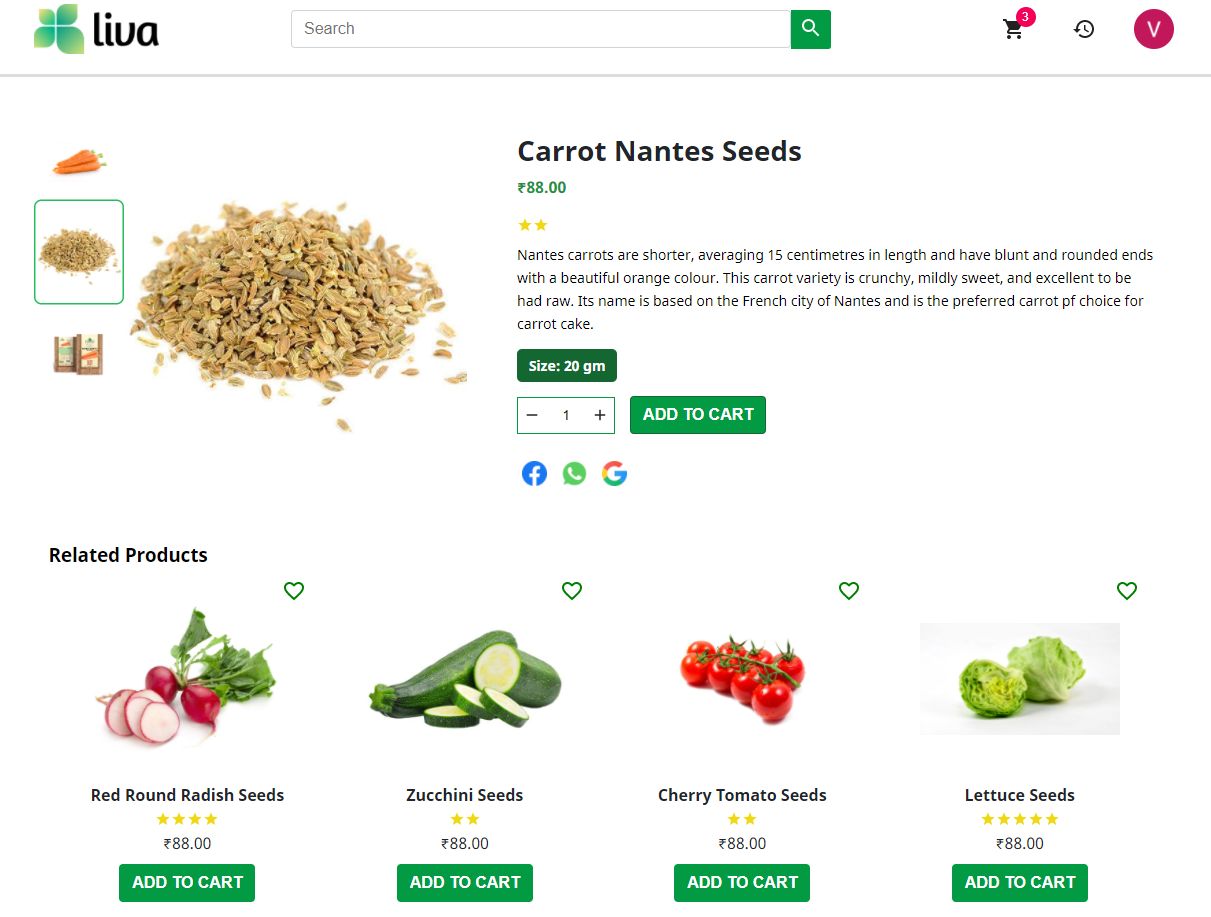 liva
Search
3
V
Carrot Nantes Seeds
₹88.00
Nantes carrots are shorter, averaging 15 centimetres in length and have blunt and rounded ends
with a beautiful orange colour. This carrot variety is crunchy, mildly sweet, and excellent to be
had raw. Its name is based on the French city of Nantes and is the preferred carrot pf choice for
carrot cake.
Size: 20 gm
1
ADD TO CART
Related Products
Red Round Radish Seeds
Zucchini Seeds
Cherry Tomato Seeds
Lettuce Seeds
₹88.00
₹88.00
₹88.00
₹88.00
ADD TO CART
ADD TO CART
ADD TO CART
ADD TO CART